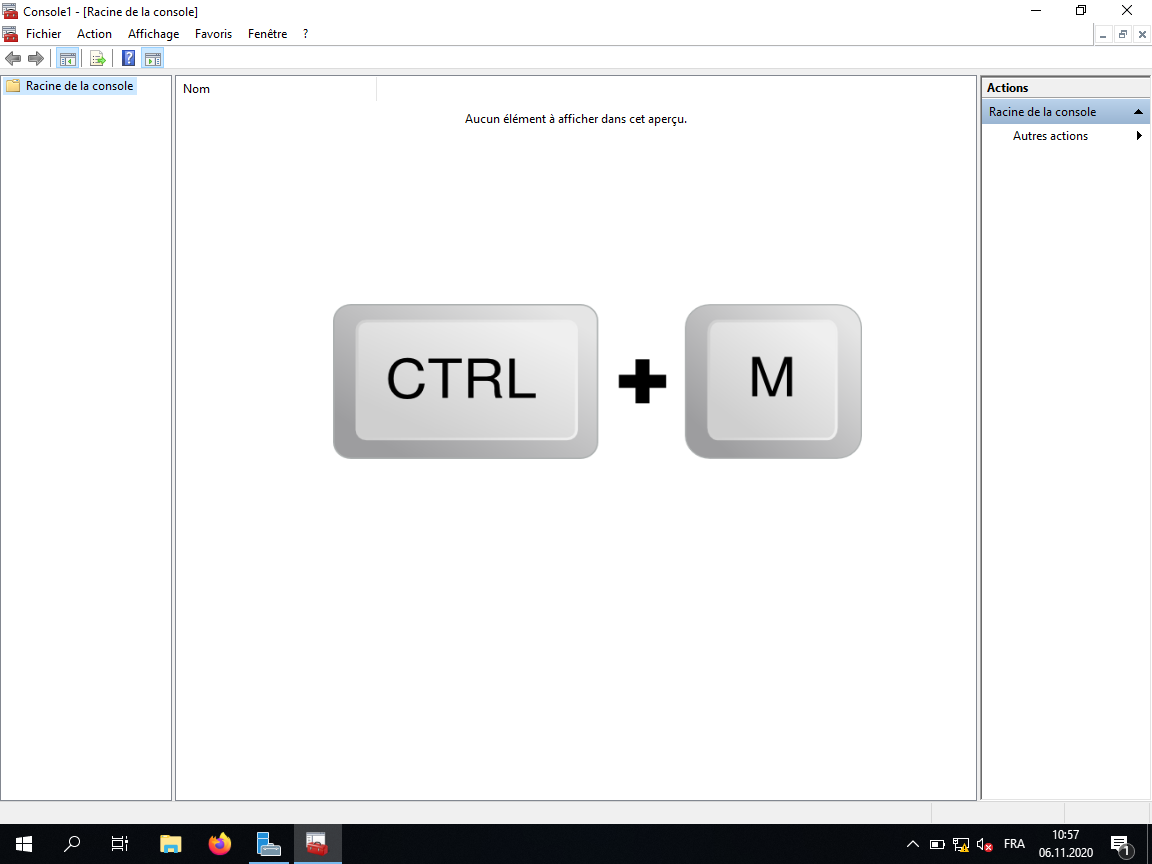 Console1 - [Racine de la console]
Fichier Action Affichage Favoris Fenêtre ?
Racine de la console
Nom
Aucun élément à afficher dans cet aperçu.
CTRL + M
Actions
Racine de la console
Autres actions
FRA
10:57
06.11.2020
1